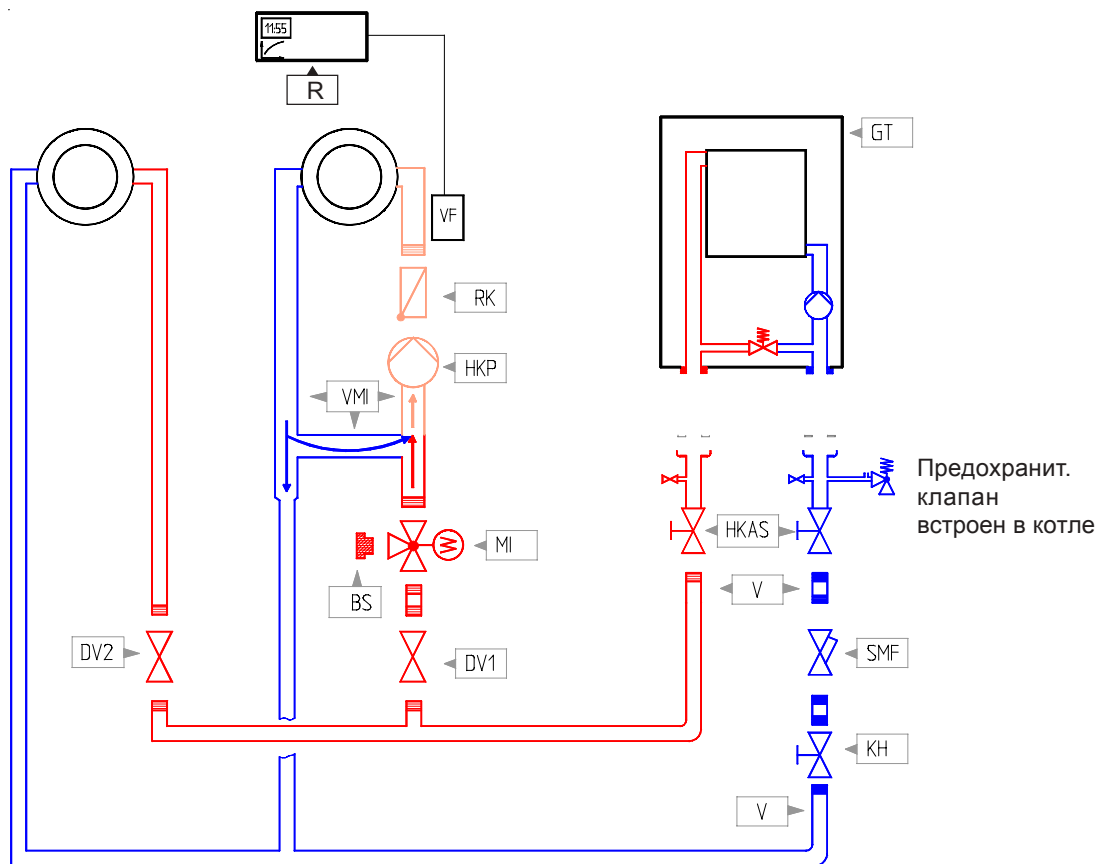 11:55
R
GT
VF
RK
HKP
VMI
Предохранит.
клапан
встроен в котле
HKAS
MI
BS
V
DV2
DV1
SMF
KH
V